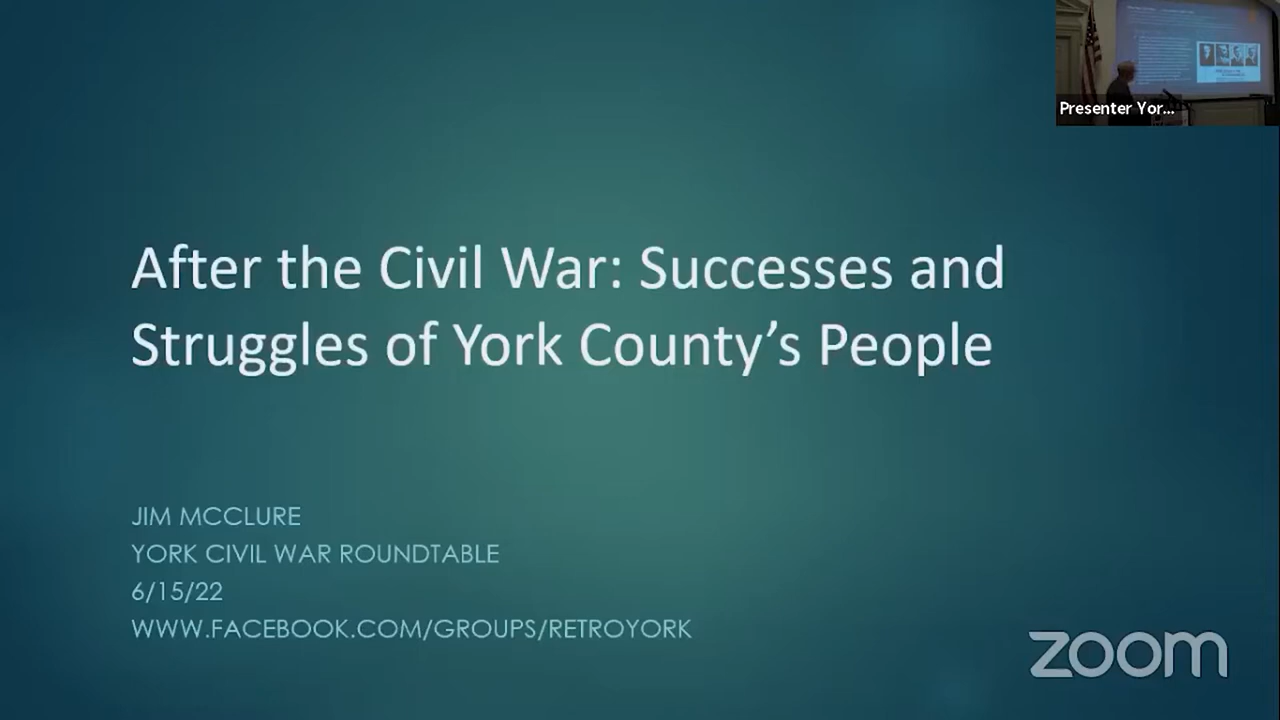 Presenter Yor...
After the Civil War: Successes and
Struggles of York County’s People
JIM MCCLURE
YORK CIVIL WAR ROUNDTABLE
6/15/22
WWW.FACEBOOK.COM/GROUPS/RETROYORK
zoom